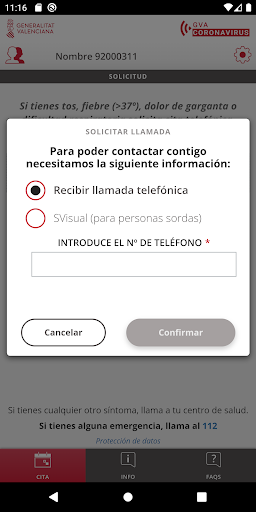 11:16
GENERALITAT
VALENCIANA
GVA
CORONAVIRUS
Nombre 92000311
SOLICITUD
Si tienes tos, fiebre (>37º), dolor de garganta o
SOLICITAR LLAMADA
Para poder contactar contigo
necesitamos la siguiente información:
Recibir llamada telefónica
SVisual (para personas sordas)
INTRODUCE EL Nº DE TELÉFONO *
Cancelar
Confirmar
Si tienes cualquier otro síntoma, llama a tu centro de salud.
Si tienes alguna emergencia, llama al 112
Protección de datos
CITA
INFO
FAQS